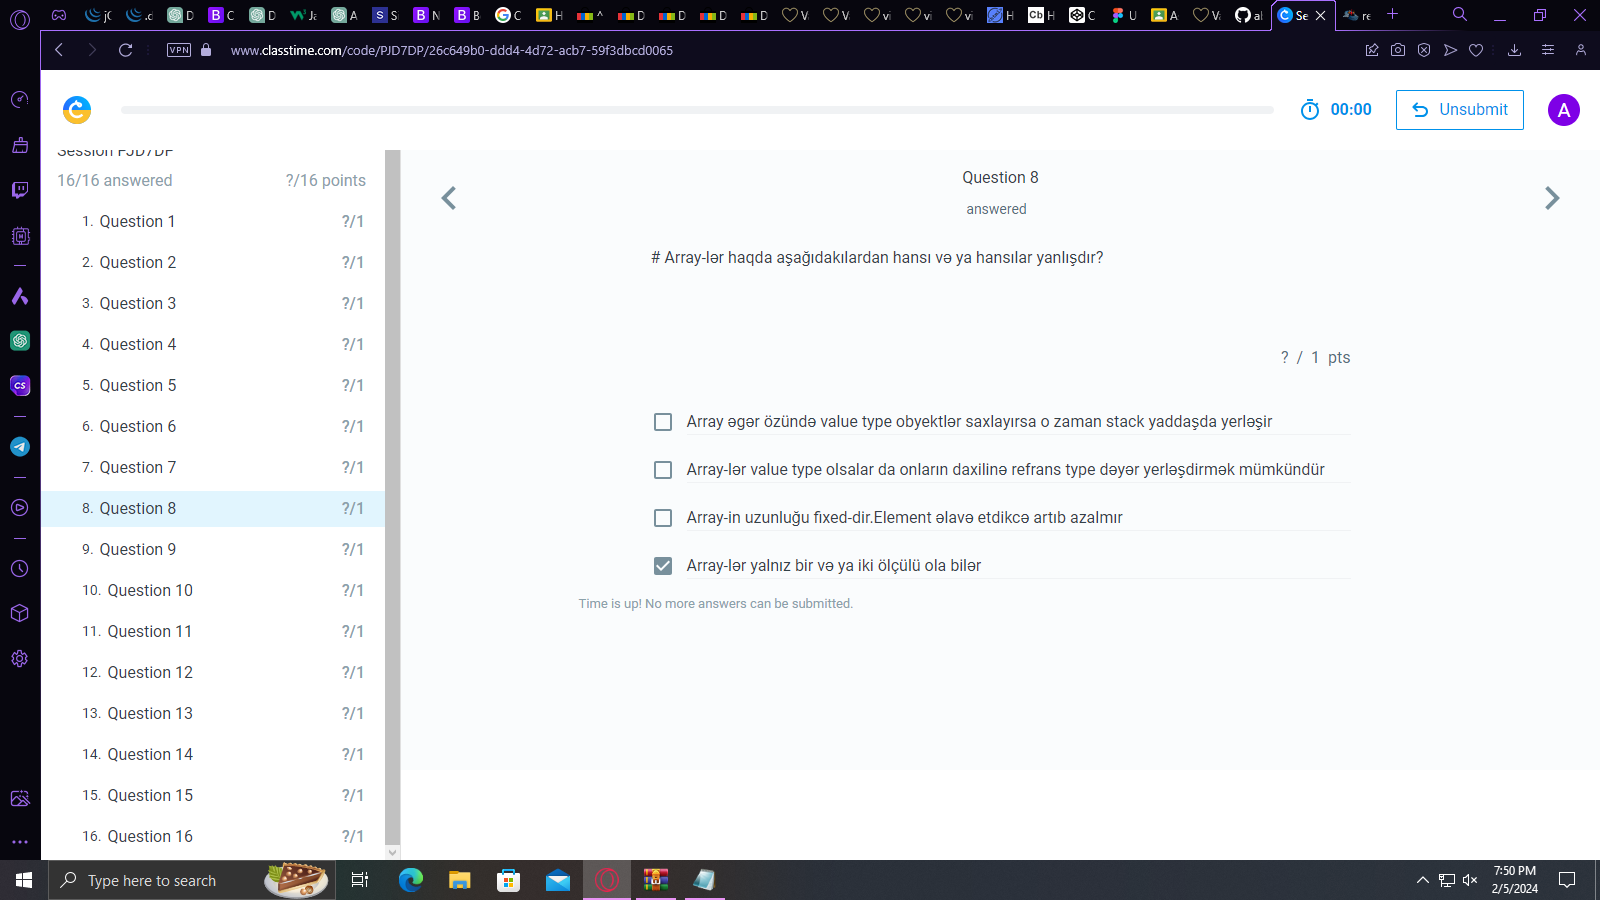 www.classtime.com/code/PJD7DP/26c649b0-ddd4-4d72-acb7-59f3dbcd0065
VPN
00:00
Unsubmit
A
Session PJD7DP
16/16 answered ?/16 points
1. Question 1 ?/1
2. Question 2 ?/1
3. Question 3 ?/1
4. Question 4 ?/1
5. Question 5 ?/1
6. Question 6 ?/1
7. Question 7 ?/1
8. Question 8 ?/1
9. Question 9 ?/1
10. Question 10 ?/1
11. Question 11 ?/1
12. Question 12 ?/1
13. Question 13 ?/1
14. Question 14 ?/1
15. Question 15 ?/1
16. Question 16 ?/1
Question 8
answered
# Array-lər haqda aşağıdakılardan hansı və ya hansılar yanlışdır?
? / 1 pts
Array əgər özündə value type obyektlər saxlayırsa o zaman stack yaddaşda yerləşir
Array-lər value type olsalar da onların daxilinə refrans type dəyər yerləşdirmək mümkündür
Array-in uzunluğu fixed-dir.Element əlavə etdikcə artıb azalmır
Array-lər yalnız bir və ya iki ölçülü ola bilər
Time is up! No more answers can be submitted.
Type here to search
7:50 PM
2/5/2024